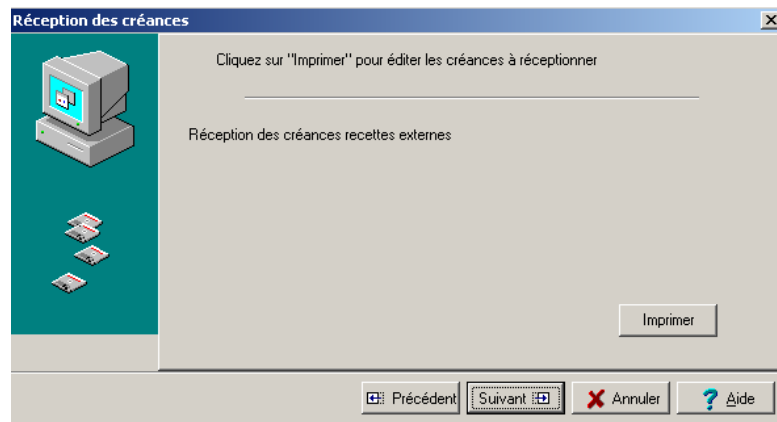 Réception des créances
Cliquez sur "Imprimer" pour éditer les créances à réceptionner
Réception des créances recettes externes
Imprimer
Précédent Suivant Annuler Aide